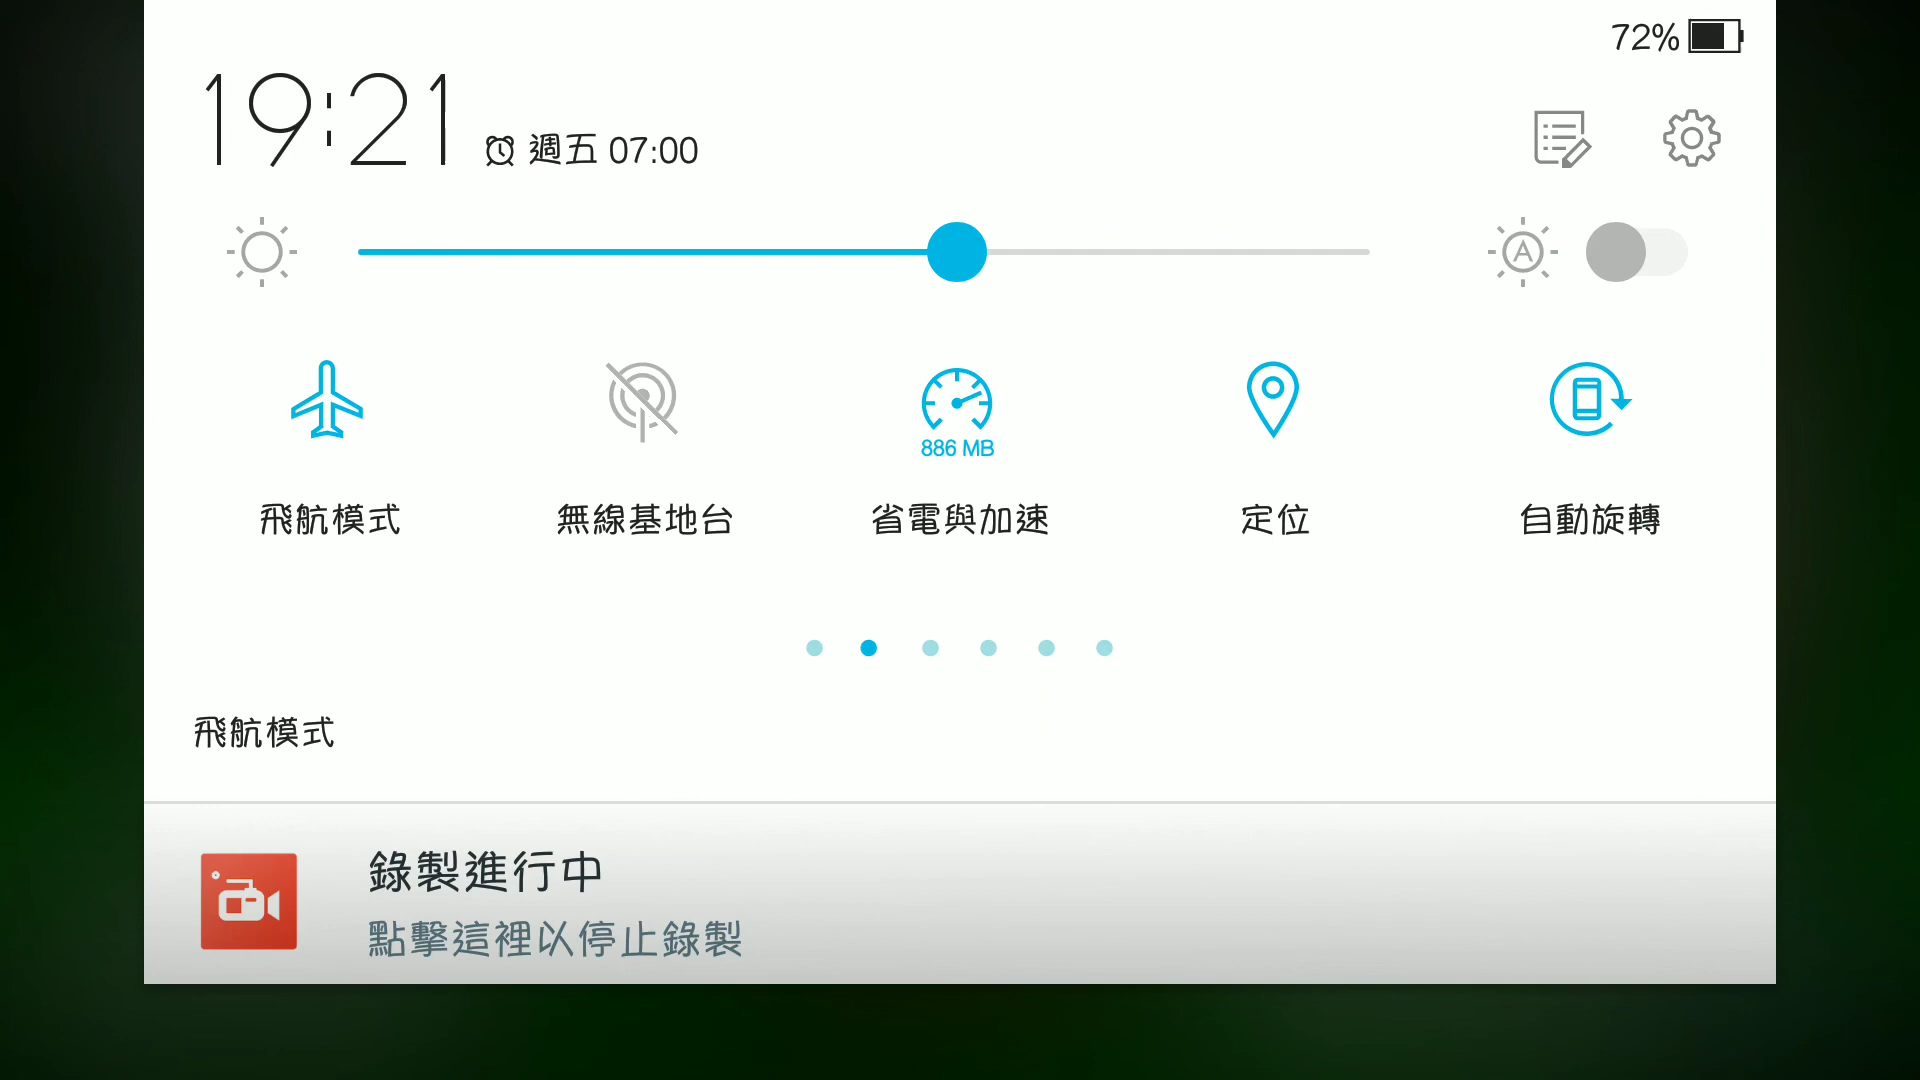 72%
19:21
週五 07:00
A
886 MB
飛航模式
無線基地台
省電與加速
定位
自動旋轉
飛航模式
錄製進行中
點擊這裡以停止錄製